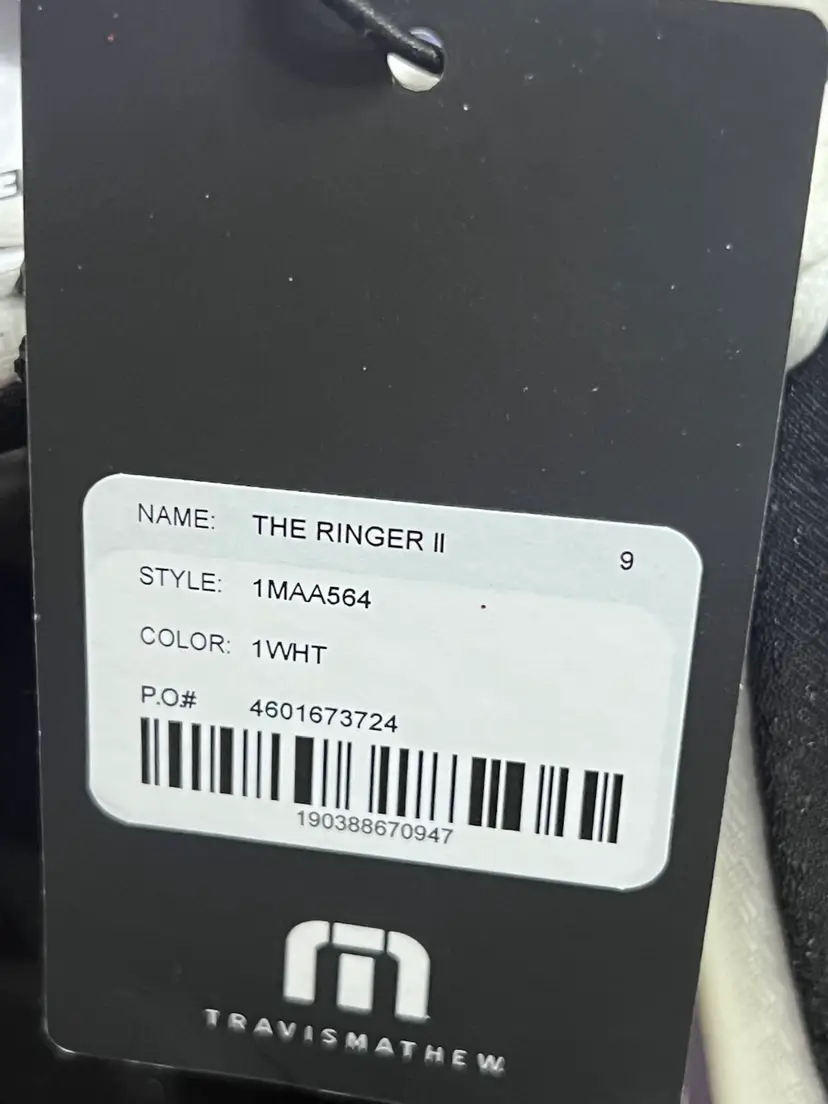 E
NAME: THE RINGER II 9
STYLE: 1MAA564
COLOR: 1WHT
P.O.# 4601673724
190388670947
TRAVISMATHEW